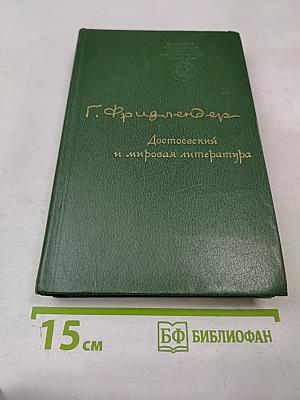 Г. Фридлендер
Достоевский
и мировая литература
15 см
БФ БИБЛИОФАН